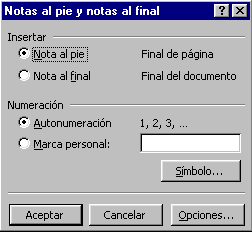 Notas al pie y notas al final
Insertar
Nota al pie Final de página
Nota al final Final del documento
Numeración
Autonumeración 1, 2, 3, ...
Marca personal:
Símbolo...
Aceptar Cancelar Opciones...